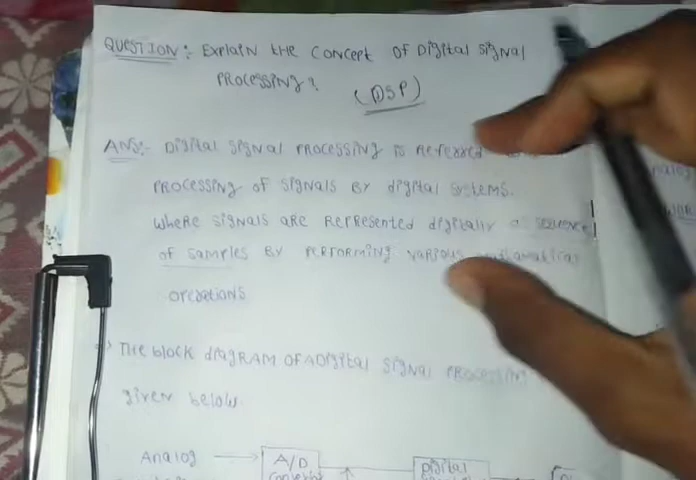 QUESTION:- Explain the concept of Digital signal
processing?
(DSP)
ANS:- Digital signal processing is referred
processing of signals by digital systems.
Where signals are represented digitally a sequence
of samples by performing various
operations
The block diagram of a Digital signal processing
given below
Analog
A/D
Convertor
Digital